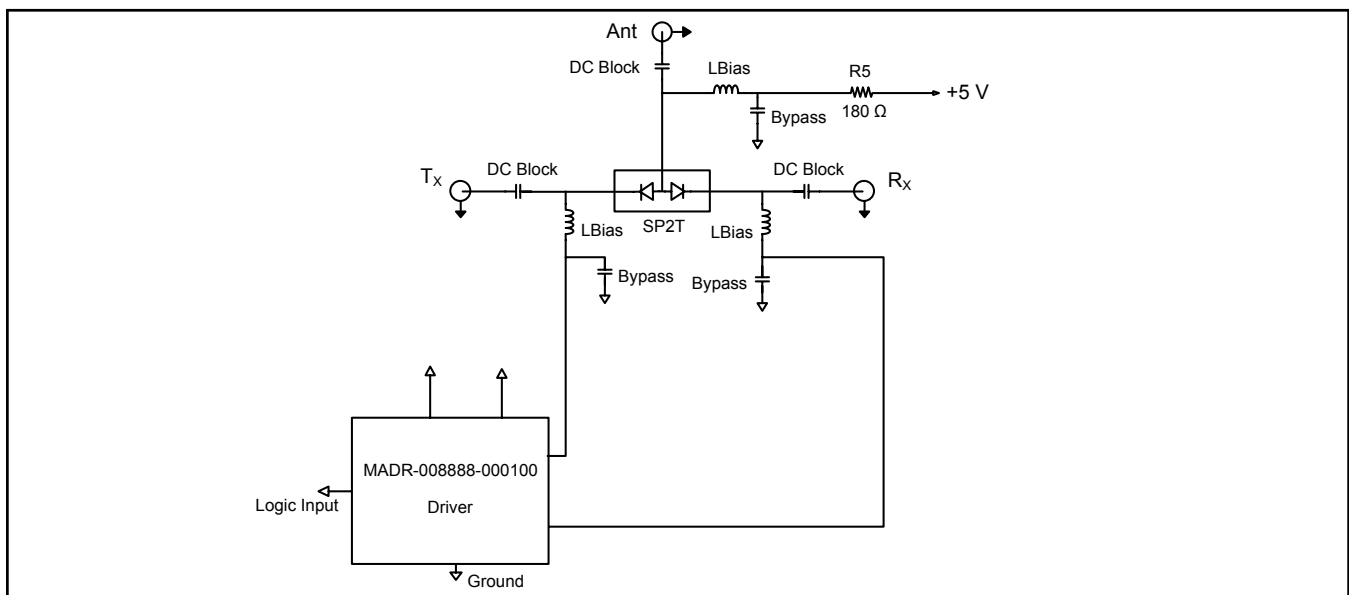 Ant
DC Block
LBias
R5
+5 V
Bypass
180 Ω
TX
DC Block
DC Block
RX
SP2T
LBias
LBias
Bypass
Bypass
MADR-008888-000100
Driver
Logic Input
Ground